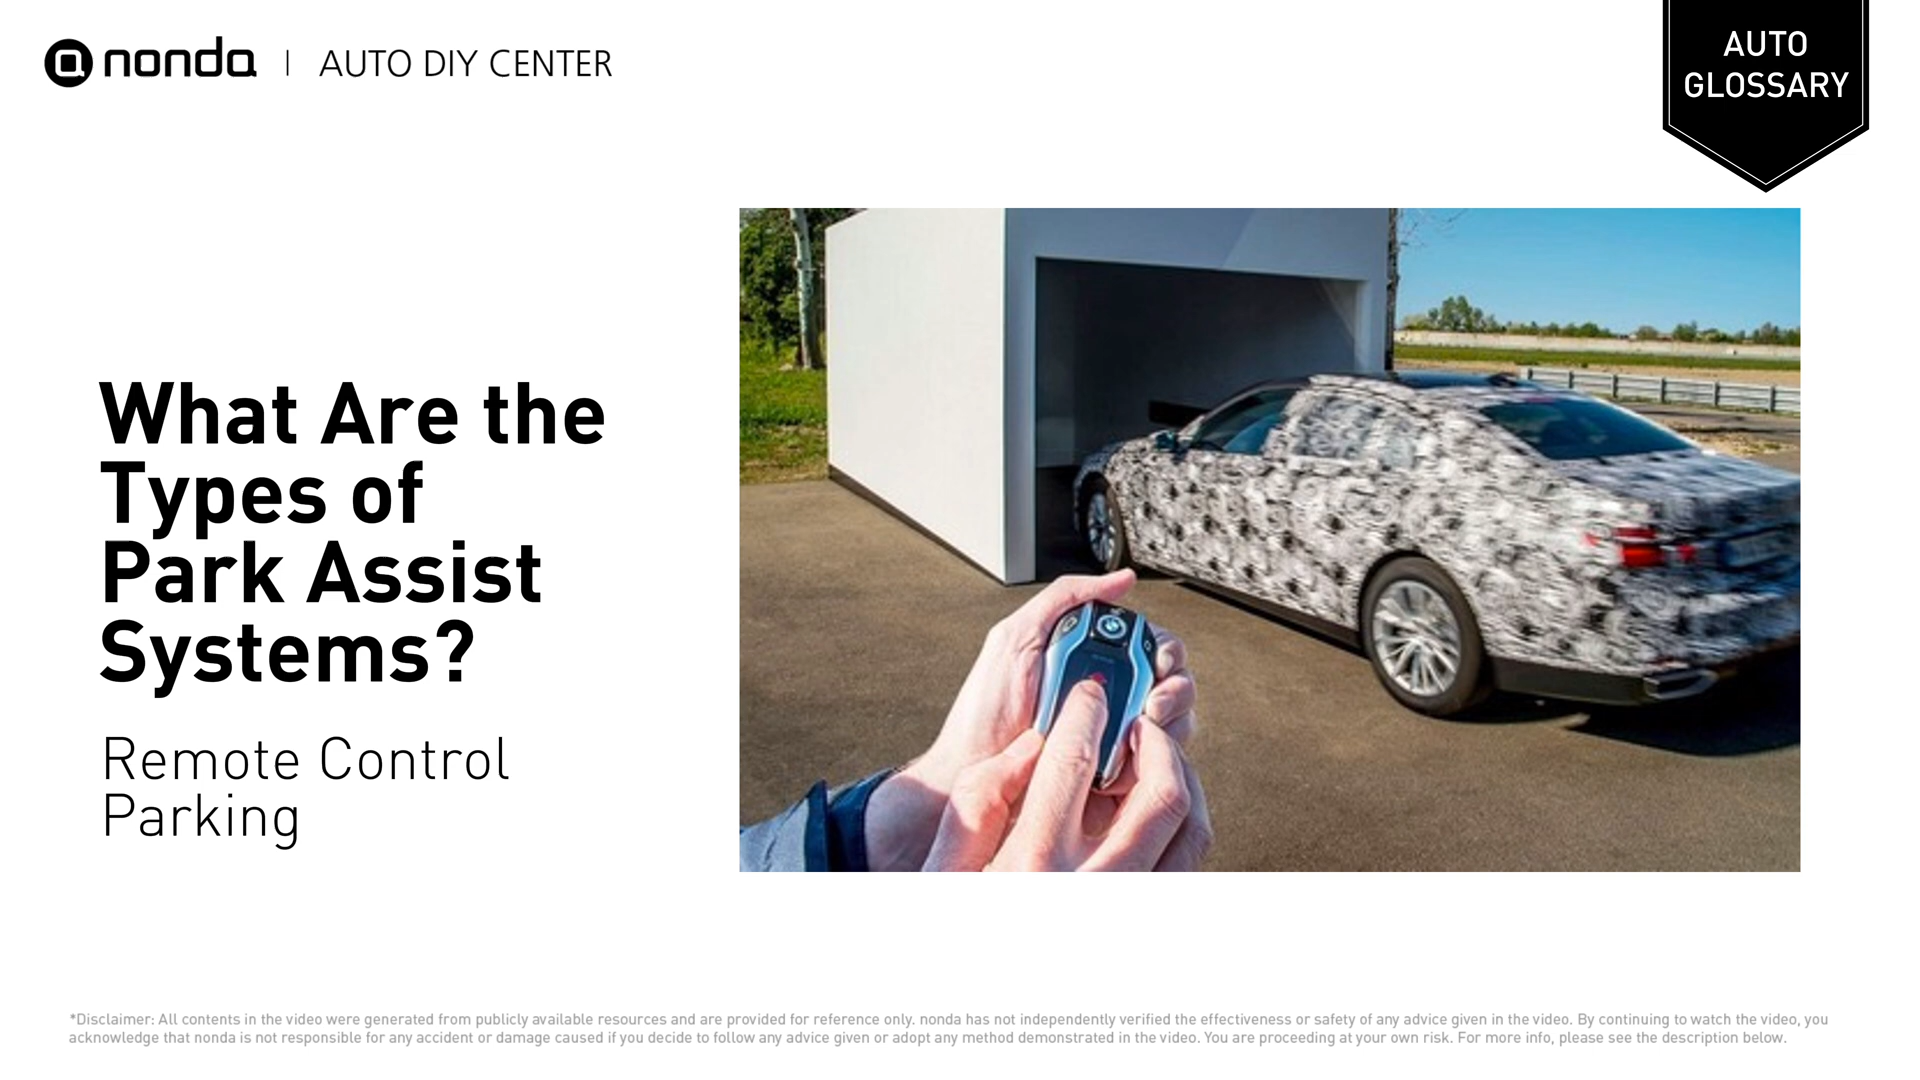 nonda | AUTO DIY CENTER
AUTO
GLOSSARY
What Are the
Types of
Park Assist
Systems?
Remote Control
Parking
*Disclaimer: All contents in the video were generated from publicly available resources and are provided for reference only. nonda has not independently verified the effectiveness or safety of any advice given in the video. By continuing to watch the video, you
acknowledge that nonda is not responsible for any accident or damage caused if you decide to follow any advice given or adopt any method demonstrated in the video. You are proceeding at your own risk. For more info, please see the description below.